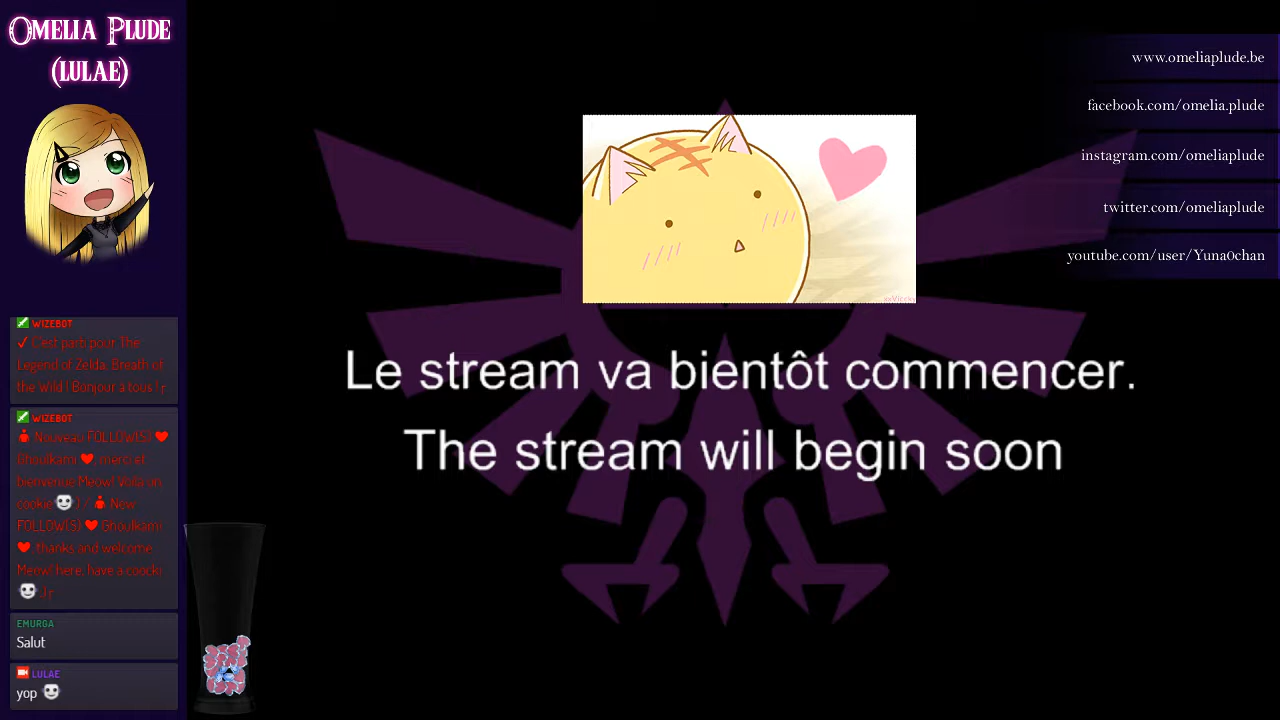 OMELIA PLUDE
(LULAE)
WIZEBOT
✓ C'est parti pour The
Legend of Zelda: Breath of
the Wild ! Bonjour à tous !
WIZEBOT
Nouveau FOLLOW(S) ♥
Ghoulkami ♥, merci et
bienvenue Meow! Voilà un
cookie / New
FOLLOW(S) ♥ Ghoulkami
♥, thanks and welcome
Meow! here, have a coocki
EMURGA
Salut
LULAE
yop
Le stream va bientôt commencer.
The stream will begin soon
www.omeliaplude.be
facebook.com/omelia.plude
instagram.com/omeliaplude
twitter.com/omeliaplude
youtube.com/user/Yuna0chan